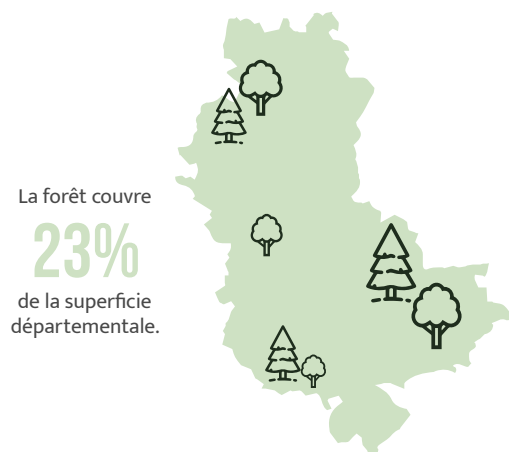 La forêt couvre
23%
de la superficie
départementale.